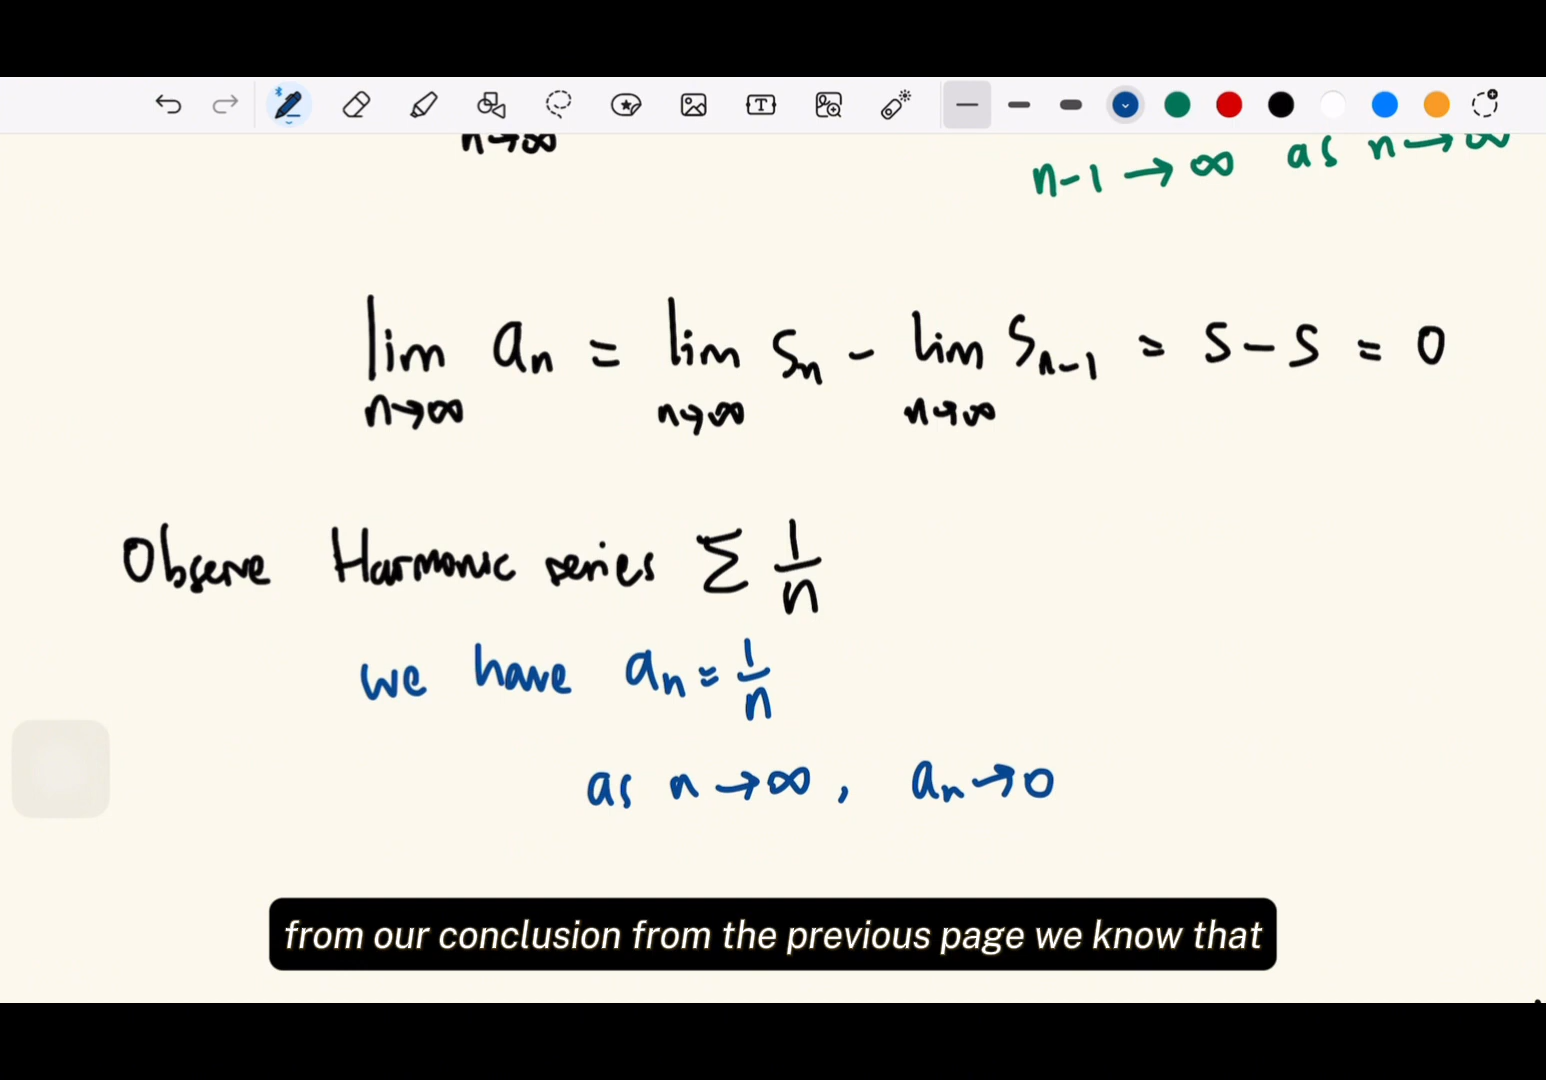 n→∞
n-1 → ∞ as n → ∞
lim aₙ = lim Sₙ - lim Sₙ₋₁ = S - S = 0
n→∞ n→∞ n→∞
Observe Harmonic series Σ 1/n
we have aₙ = 1/n
as n → ∞, aₙ → 0
from our conclusion from the previous page we know that